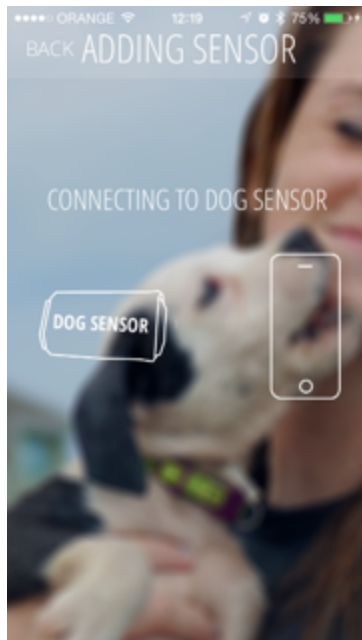 ORANGE 12:19 75%
BACK ADDING SENSOR
CONNECTING TO DOG SENSOR
DOG SENSOR